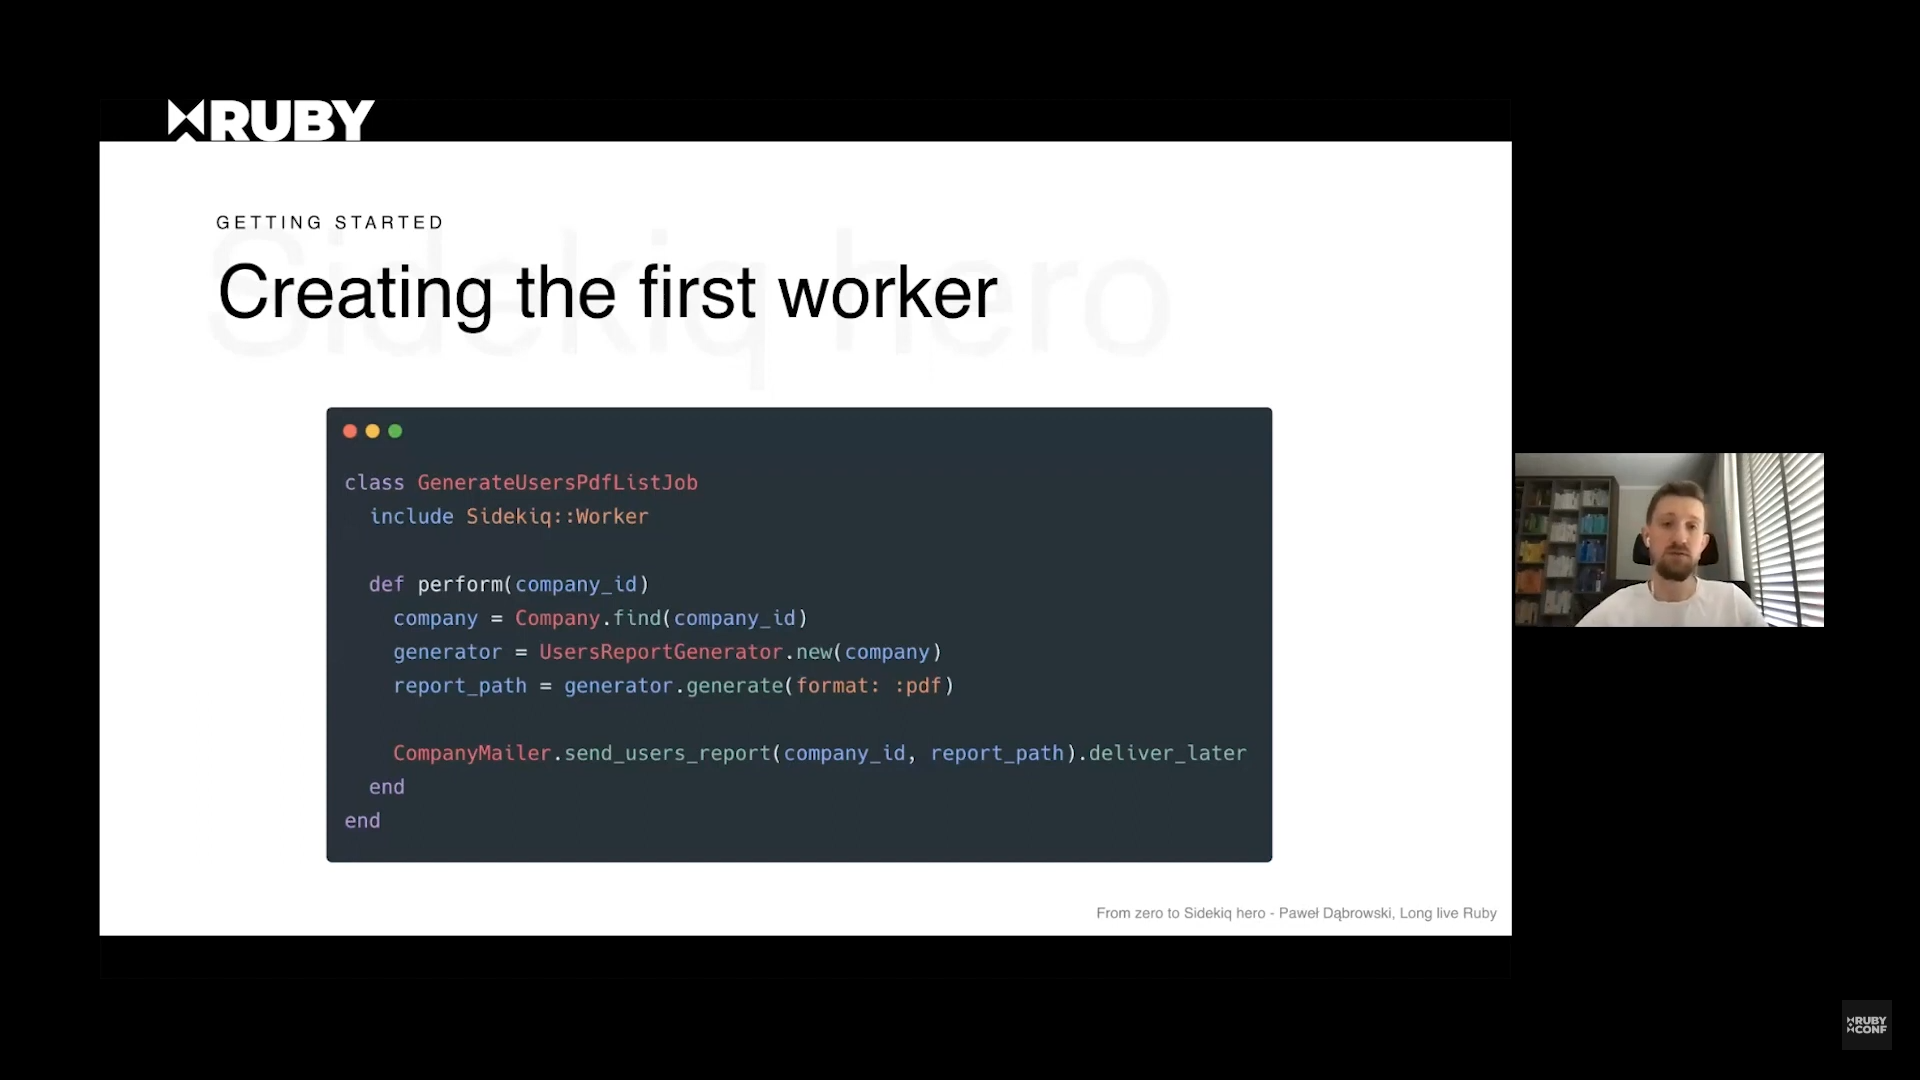 RUBY
GETTING STARTED
Sidekiq hero
Creating the first worker
class GenerateUsersPdfListJob
  include Sidekiq::Worker
  def perform(company_id)
    company = Company.find(company_id)
    generator = UsersReportGenerator.new(company)
    report_path = generator.generate(format: :pdf)
    CompanyMailer.send_users_report(company_id, report_path).deliver_later
  end
end
From zero to Sidekiq hero - Paweł Dąbrowski, Long live Ruby
RUBY
CONF